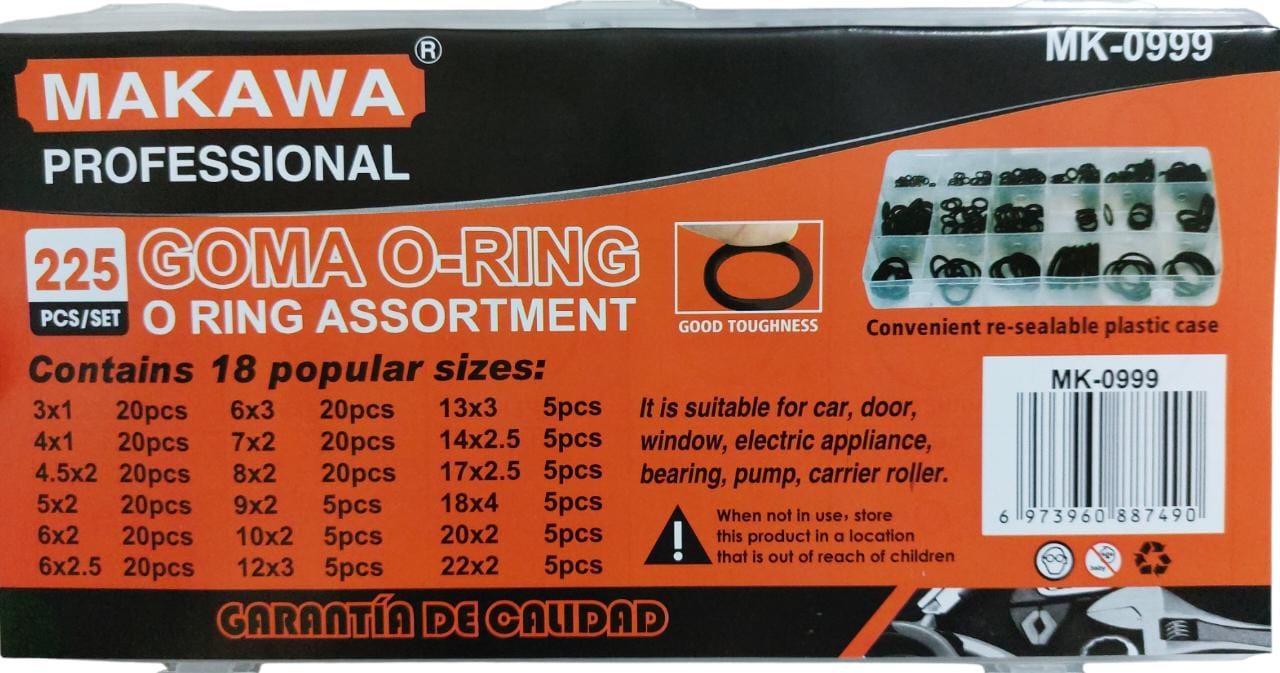 MAKAWA®
PROFESSIONAL
MK-0999
225
PCS/SET
GOMA O-RING
O RING ASSORTMENT
GOOD TOUGHNESS
Convenient re-sealable plastic case
Contains 18 popular sizes:
3x1 20pcs 6x3 20pcs 13x3 5pcs
4x1 20pcs 7x2 20pcs 14x2.5 5pcs
4.5x2 20pcs 8x2 20pcs 17x2.5 5pcs
5x2 20pcs 9x2 5pcs 18x4 5pcs
6x2 20pcs 10x2 5pcs 20x2 5pcs
6x2.5 20pcs 12x3 5pcs 22x2 5pcs
It is suitable for car, door,
window, electric appliance,
bearing, pump, carrier roller.
When not in use, store
this product in a location
that is out of reach of children
MK-0999
6 973960 887490
baby
GARANTÍA DE CALIDAD